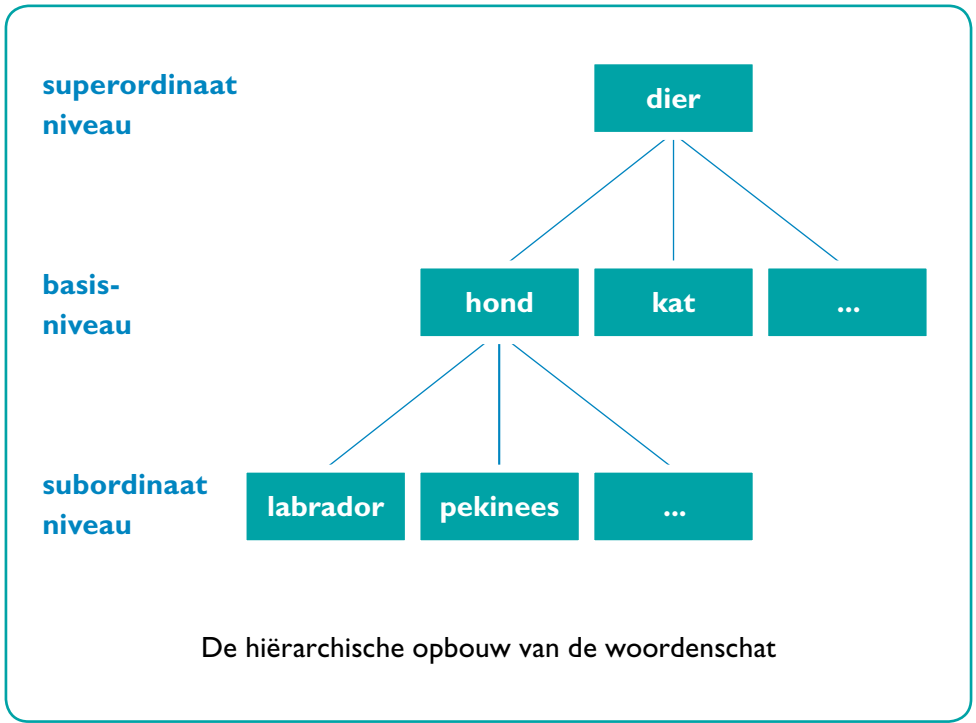 superordinaat
niveau
dier
basis-
niveau
hond
kat
...
subordinaat
niveau
labrador
pekinees
...
De hiërarchische opbouw van de woordenschat